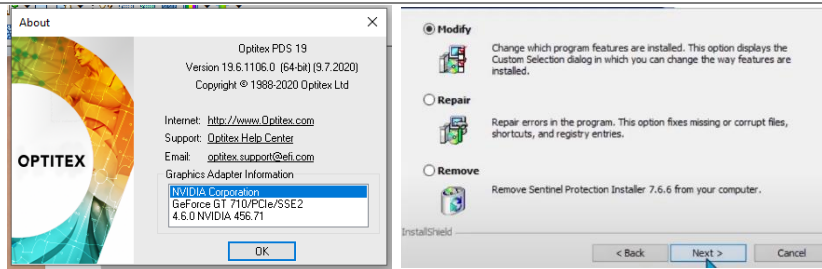 About
Optitex PDS 19
Version 19.6.1106.0 (64-bit) (9.7.2020)
Copyright © 1988-2020 Optitex Ltd
Internet: http://www.Optitex.com
Support: Optitex Help Center
Email: optitex.support@efi.com
Graphics Adapter Information
NVIDIA Corporation
GeForce GT 710/PCIe/SSE2
4.6.0 NVIDIA 456.71
OPTITEX
OK
Modify
Change which program features are installed. This option displays the
Custom Selection dialog in which you can change the way features are
installed.
Repair
Repair errors in the program. This option fixes missing or corrupt files,
shortcuts, and registry entries.
Remove
Remove Sentinel Protection Installer 7.6.6 from your computer.
InstallShield
< Back
Next >
Cancel